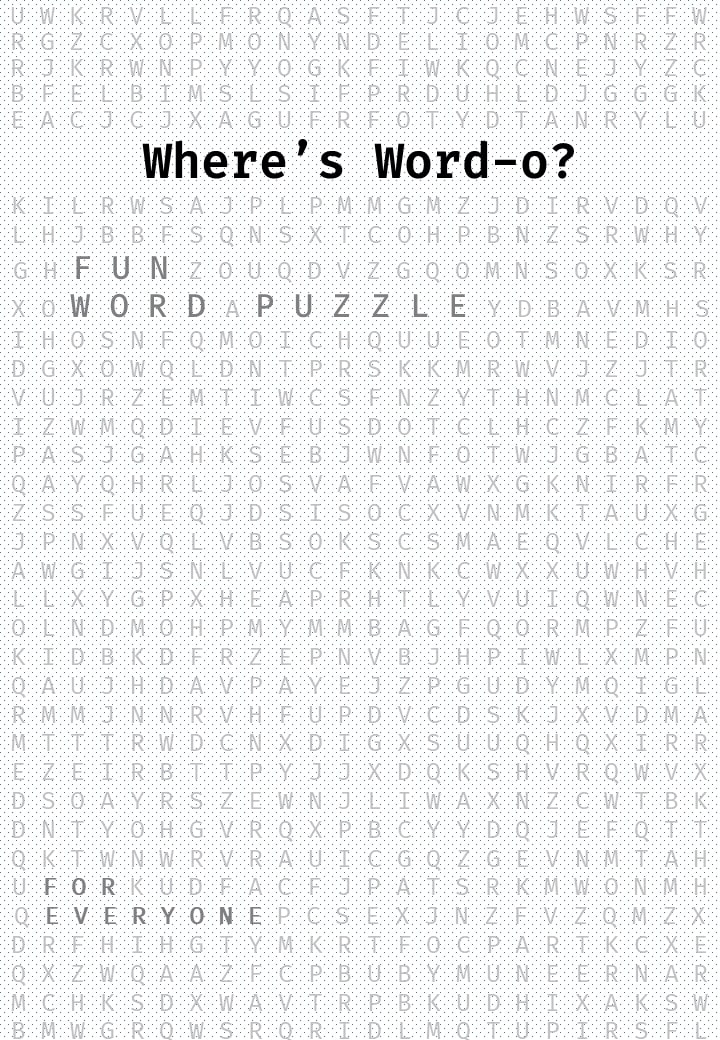 U W K R V L L F R Q A S F T J C J E H W S F F W
R G Z C X O P M O N Y N D E L I O M C P N R Z R
R J K R W N P Y Y O G K F I W K Q C N E J Y Z C
B F E L B I M S L S I F P R D U H L D J G G G K
E A C J C J X A G U F R F O T Y D T A N R Y L U
Where's Word-o?
K I L R W S A J P L P M M G M Z J D I R V D Q V
L H J B B F S Q N S X T C O H P B N Z S R W H Y
G H F U N Z O U Q D V Z G Q O M N S O X K S R
X O W O R D A P U Z Z L E Y D B A V M H S
I H O S N F Q M O I C H Q U U E O T M N E D I O
D G X O W Q L D N T P R S K K M R W V J Z J T R
V U J R Z E M T I W C S F N Z Y T H N M C L A T
I Z W M Q D I E V F U S D O T C L H C Z F K M Y
P A S J G A H K S E B J W N F O T W J G B A T C
Q A Y Q H R L J O S V A F V A W X G K N I R F R
Z S S F U E Q J D S I S O C X V N M K T A U X G
J P N X V Q L V B S O K S C S M A E Q V L C H E
A W G I J S N L V U C F K N K C W X X U W H V H
L L X Y G P X H E A P R H T L Y V U I Q W N E C
O L N D M O H P M Y M M B A G F Q O R M P Z F U
K I D B K D F R Z E P N V B J H P I W L X M P N
Q A U J H D A V P A Y E J Z P G U D Y M Q I G L
R M M J N N R V H F U P D V C D S K J X V D M A
M T T T R W D C N X D I G X S U U Q H Q X I R R
E Z E I R B T T P Y J J X D Q K S H V R Q W V X
D S O A Y R S Z E W N J L I W A X N Z C W T B K
D N T Y O H G V R Q X P B C Y Y D Q J E F Q T T
Q K T W N W R V R A U I C G Q Z G E V N M T A H
U F O R K U D F A C F J P A T S R K M W O N M H
Q E V E R Y O N E P C S E X J N Z F V Z Q M Z X
D R F H I H G T Y M K R T F O C P A R T K C X E
Q X Z W Q A A Z F C P B U B Y M U N E E R N A R
M C H K S D X W A V T R P B K U D H I X A K S W
B M W G R Q W S R Q R I D L M Q T U P I R S F L